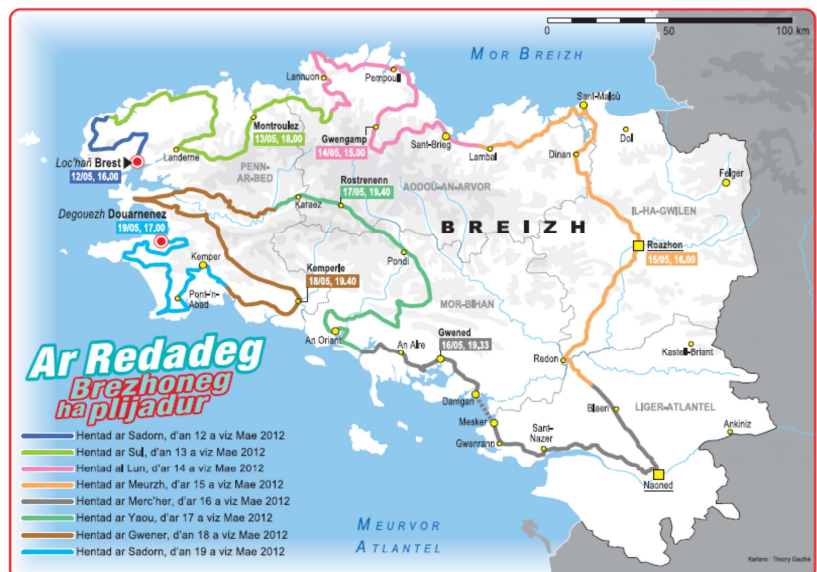 0
50
100 km
MOR BREIZH
Lannuon
Pempoull
Sant-Maloù
Montroulez
13/05, 18,00
Gwengamp
14/05, 15,00
Sant-Brieg
Lambal
Dinan
Dol
Felger
Landerne
Loc'hañ Brest
12/05, 16,00
PENN-
AR-BED
Rostrenenn
17/05, 19,40
AODOÙ-AN-ARVOR
IL-HA-GWILEN
Karaez
Degouezh Douarnenez
19/05, 17,00
BREIZH
Roazhon
15/05, 16,00
Kemper
Pont-'n-
Abad
Kemperle
18/05, 19,40
Pondi
MOR-BIHAN
An Oriant
An Alre
Gwened
16/05, 19,33
Redon
Kastell-Briant
Damgan
Mesker
Gwenrann
Sant-
Nazer
Blaen
LIGER-ATLANTEL
Ankiniz
Naoned
Ar Redadeg
Brezhoneg
ha plijadur
Hentad ar Sadorn, d'an 12 a viz Mae 2012
Hentad ar Sul, d'an 13 a viz Mae 2012
Hentad al Lun, d'ar 14 a viz Mae 2012
Hentad ar Meurzh, d'ar 15 a viz Mae 2012
Hentad ar Merc'her, d'ar 16 a viz Mae 2012
Hentad ar Yaou, d'ar 17 a viz Mae 2012
Hentad ar Gwener, d'an 18 a viz Mae 2012
Hentad ar Sadorn, d'an 19 a viz Mae 2012
MEURVOR
ATLANTEL
Kartenn : Thierry Gauthé